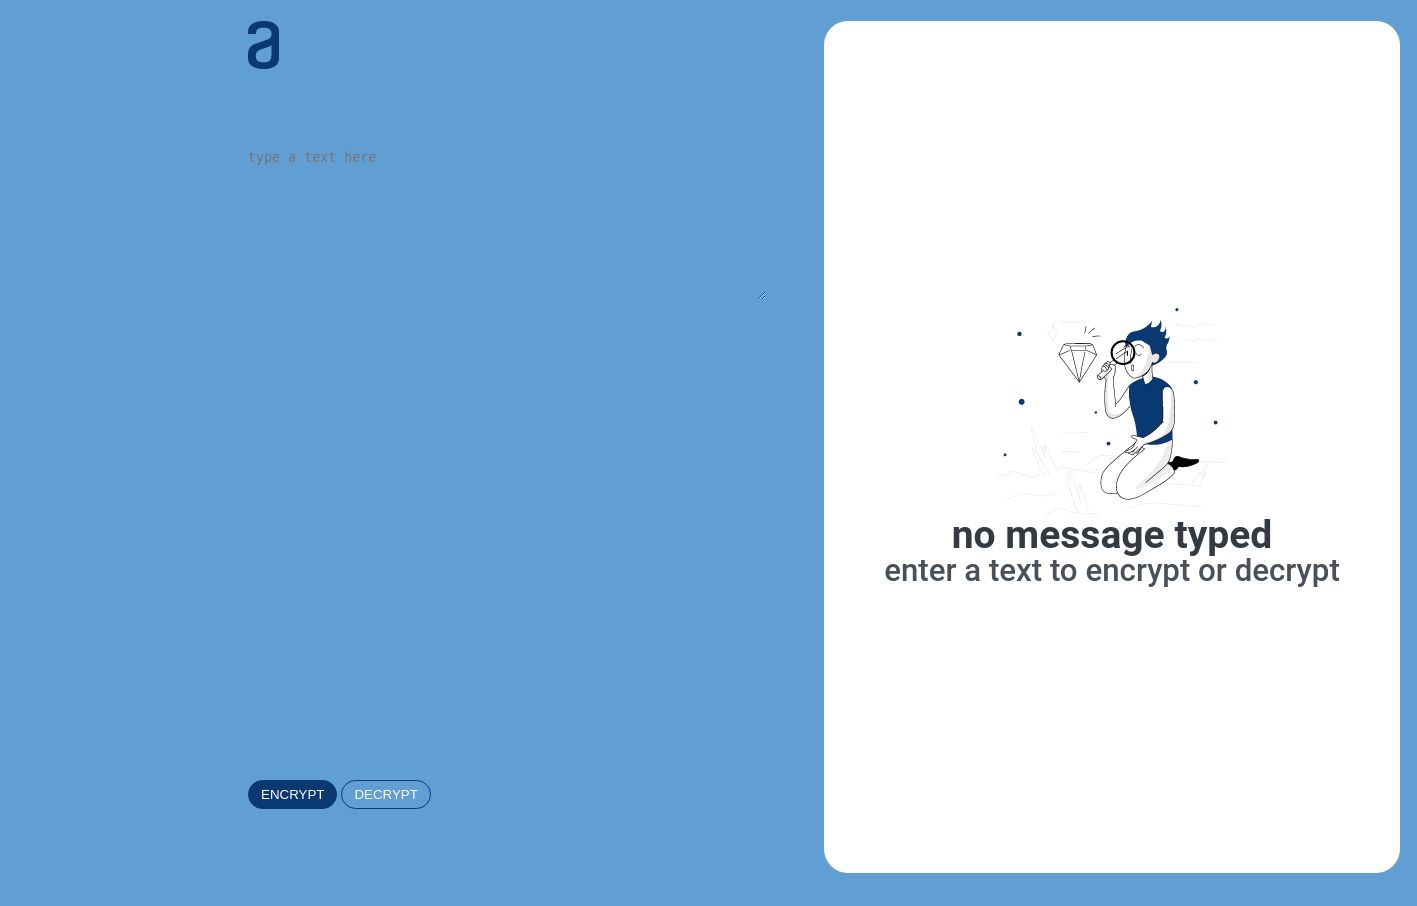 a
type a text here
ENCRYPT DECRYPT
no message typed
enter a text to encrypt or decrypt